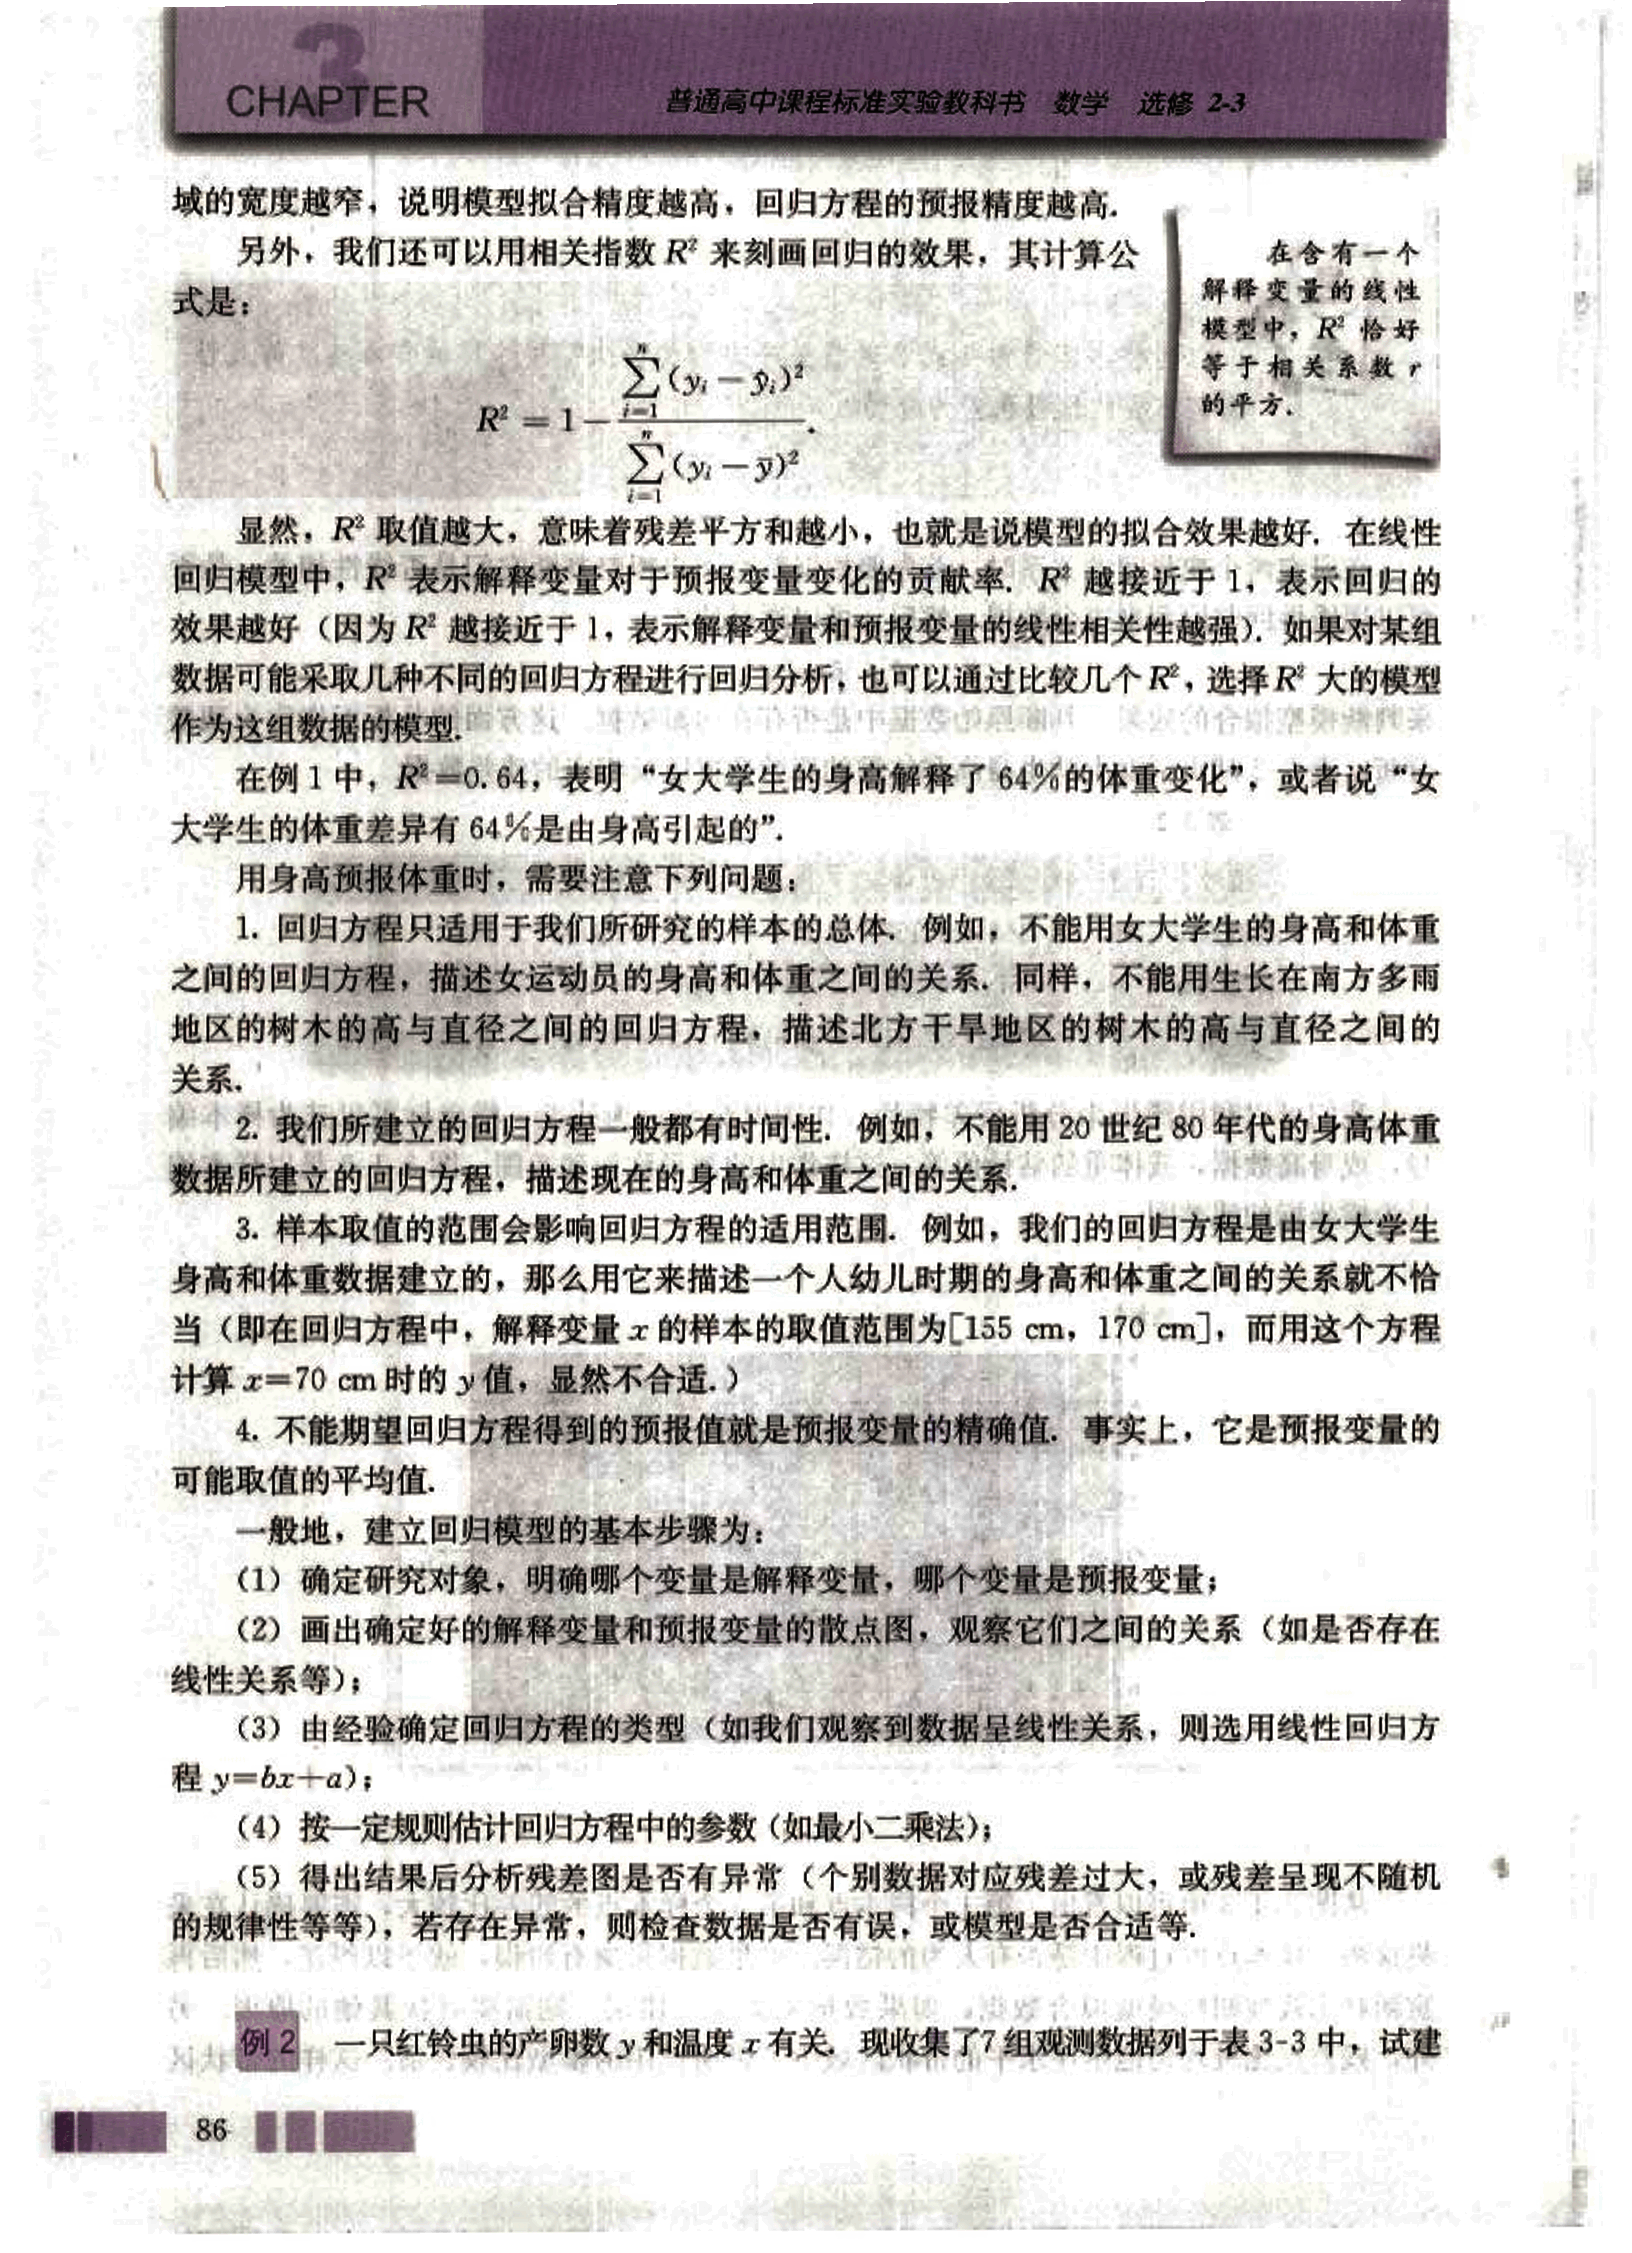 3
CHAPTER
普通高中课程标准实验教科书 数学 选修 2-3
域的宽度越窄，说明模型拟合精度越高，回归方程的预报精度越高.
另外，我们还可以用相关指数 R² 来刻画回归的效果，其计算公
式是：
R² = 1 - \frac{\sum_{i=1}^{n}(y_i-\hat{y}_i)^2}{\sum_{i=1}^{n}(y_i-\bar{y})^2}.
在含有一个
解释变量的线性
模型中，R² 恰好
等于相关系数 r
的平方.
显然，R² 取值越大，意味着残差平方和越小，也就是说模型的拟合效果越好. 在线性
回归模型中，R² 表示解释变量对于预报变量变化的贡献率. R² 越接近于 1，表示回归的
效果越好（因为 R² 越接近于 1，表示解释变量和预报变量的线性相关性越强）. 如果对某组
数据可能采取几种不同的回归方程进行回归分析，也可以通过比较几个 R²，选择 R² 大的模型
作为这组数据的模型.
在例 1 中，R²=0.64，表明“女大学生的身高解释了 64%的体重变化”，或者说“女
大学生的体重差异有 64%是由身高引起的”.
用身高预报体重时，需要注意下列问题：
1. 回归方程只适用于我们所研究的样本的总体. 例如，不能用女大学生的身高和体重
之间的回归方程，描述女运动员的身高和体重之间的关系. 同样，不能用生长在南方多雨
地区的树木的高与直径之间的回归方程，描述北方干旱地区的树木的高与直径之间的
关系.
2. 我们所建立的回归方程一般都有时间性. 例如，不能用 20 世纪 80 年代的身高体重
数据所建立的回归方程，描述现在的身高和体重之间的关系.
3. 样本取值的范围会影响回归方程的适用范围. 例如，我们的回归方程是由女大学生
身高和体重数据建立的，那么用它来描述一个人幼儿时期的身高和体重之间的关系就不恰
当（即在回归方程中，解释变量 x 的样本的取值范围为[155 cm，170 cm]，而用这个方程
计算 x=70 cm 时的 y 值，显然不合适.）
4. 不能期望回归方程得到的预报值就是预报变量的精确值. 事实上，它是预报变量的
可能取值的平均值.
一般地，建立回归模型的基本步骤为：
（1）确定研究对象，明确哪个变量是解释变量，哪个变量是预报变量；
（2）画出确定好的解释变量和预报变量的散点图，观察它们之间的关系（如是否存在
线性关系等）；
（3）由经验确定回归方程的类型（如我们观察到数据呈线性关系，则选用线性回归方
程 y=bx+a）；
（4）按一定规则估计回归方程中的参数（如最小二乘法）；
（5）得出结果后分析残差图是否有异常（个别数据对应残差过大，或残差呈现不随机
的规律性等等），若存在异常，则检查数据是否有误，或模型是否合适等.
例 2 一只红铃虫的产卵数 y 和温度 x 有关. 现收集了7 组观测数据列于表 3-3 中，试建
86